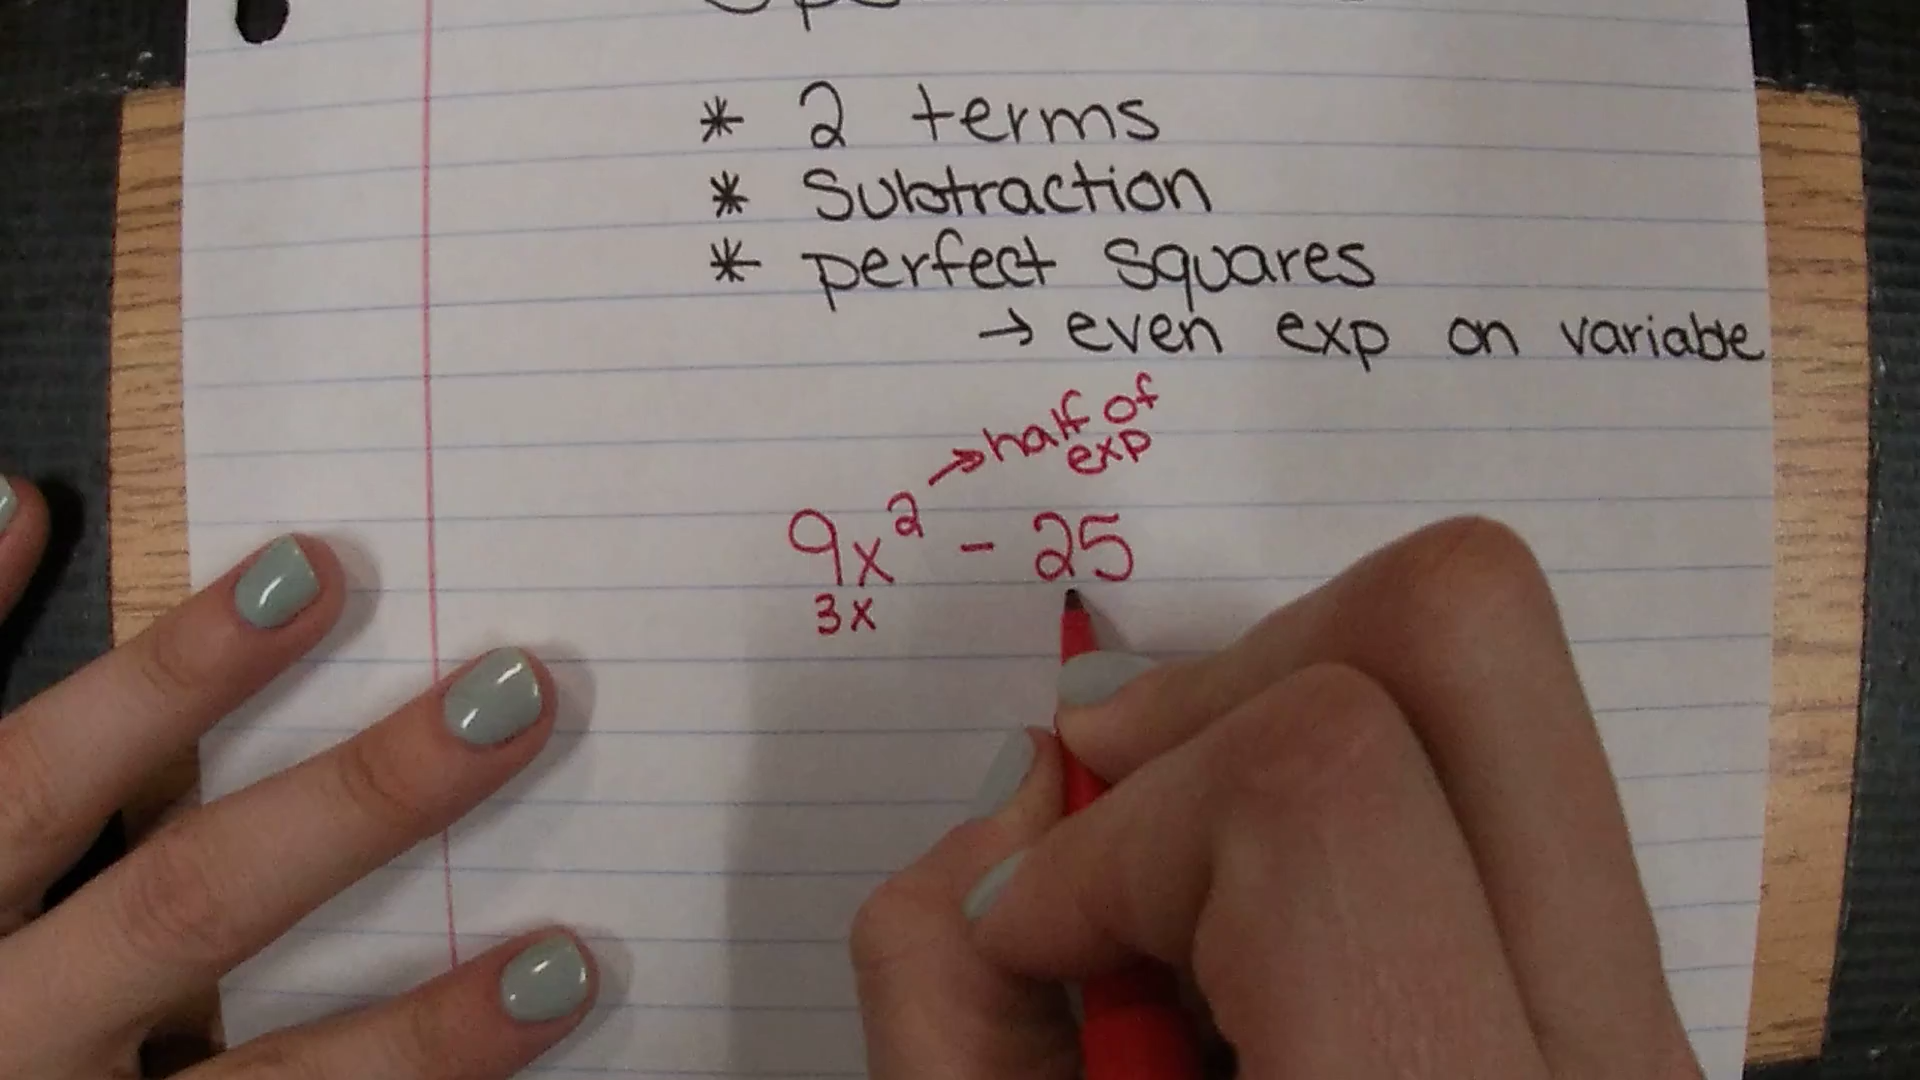 * 2 terms
* Subtraction
* perfect squares
→ even exp on variable
→ half of
exp
9x² - 25
3x